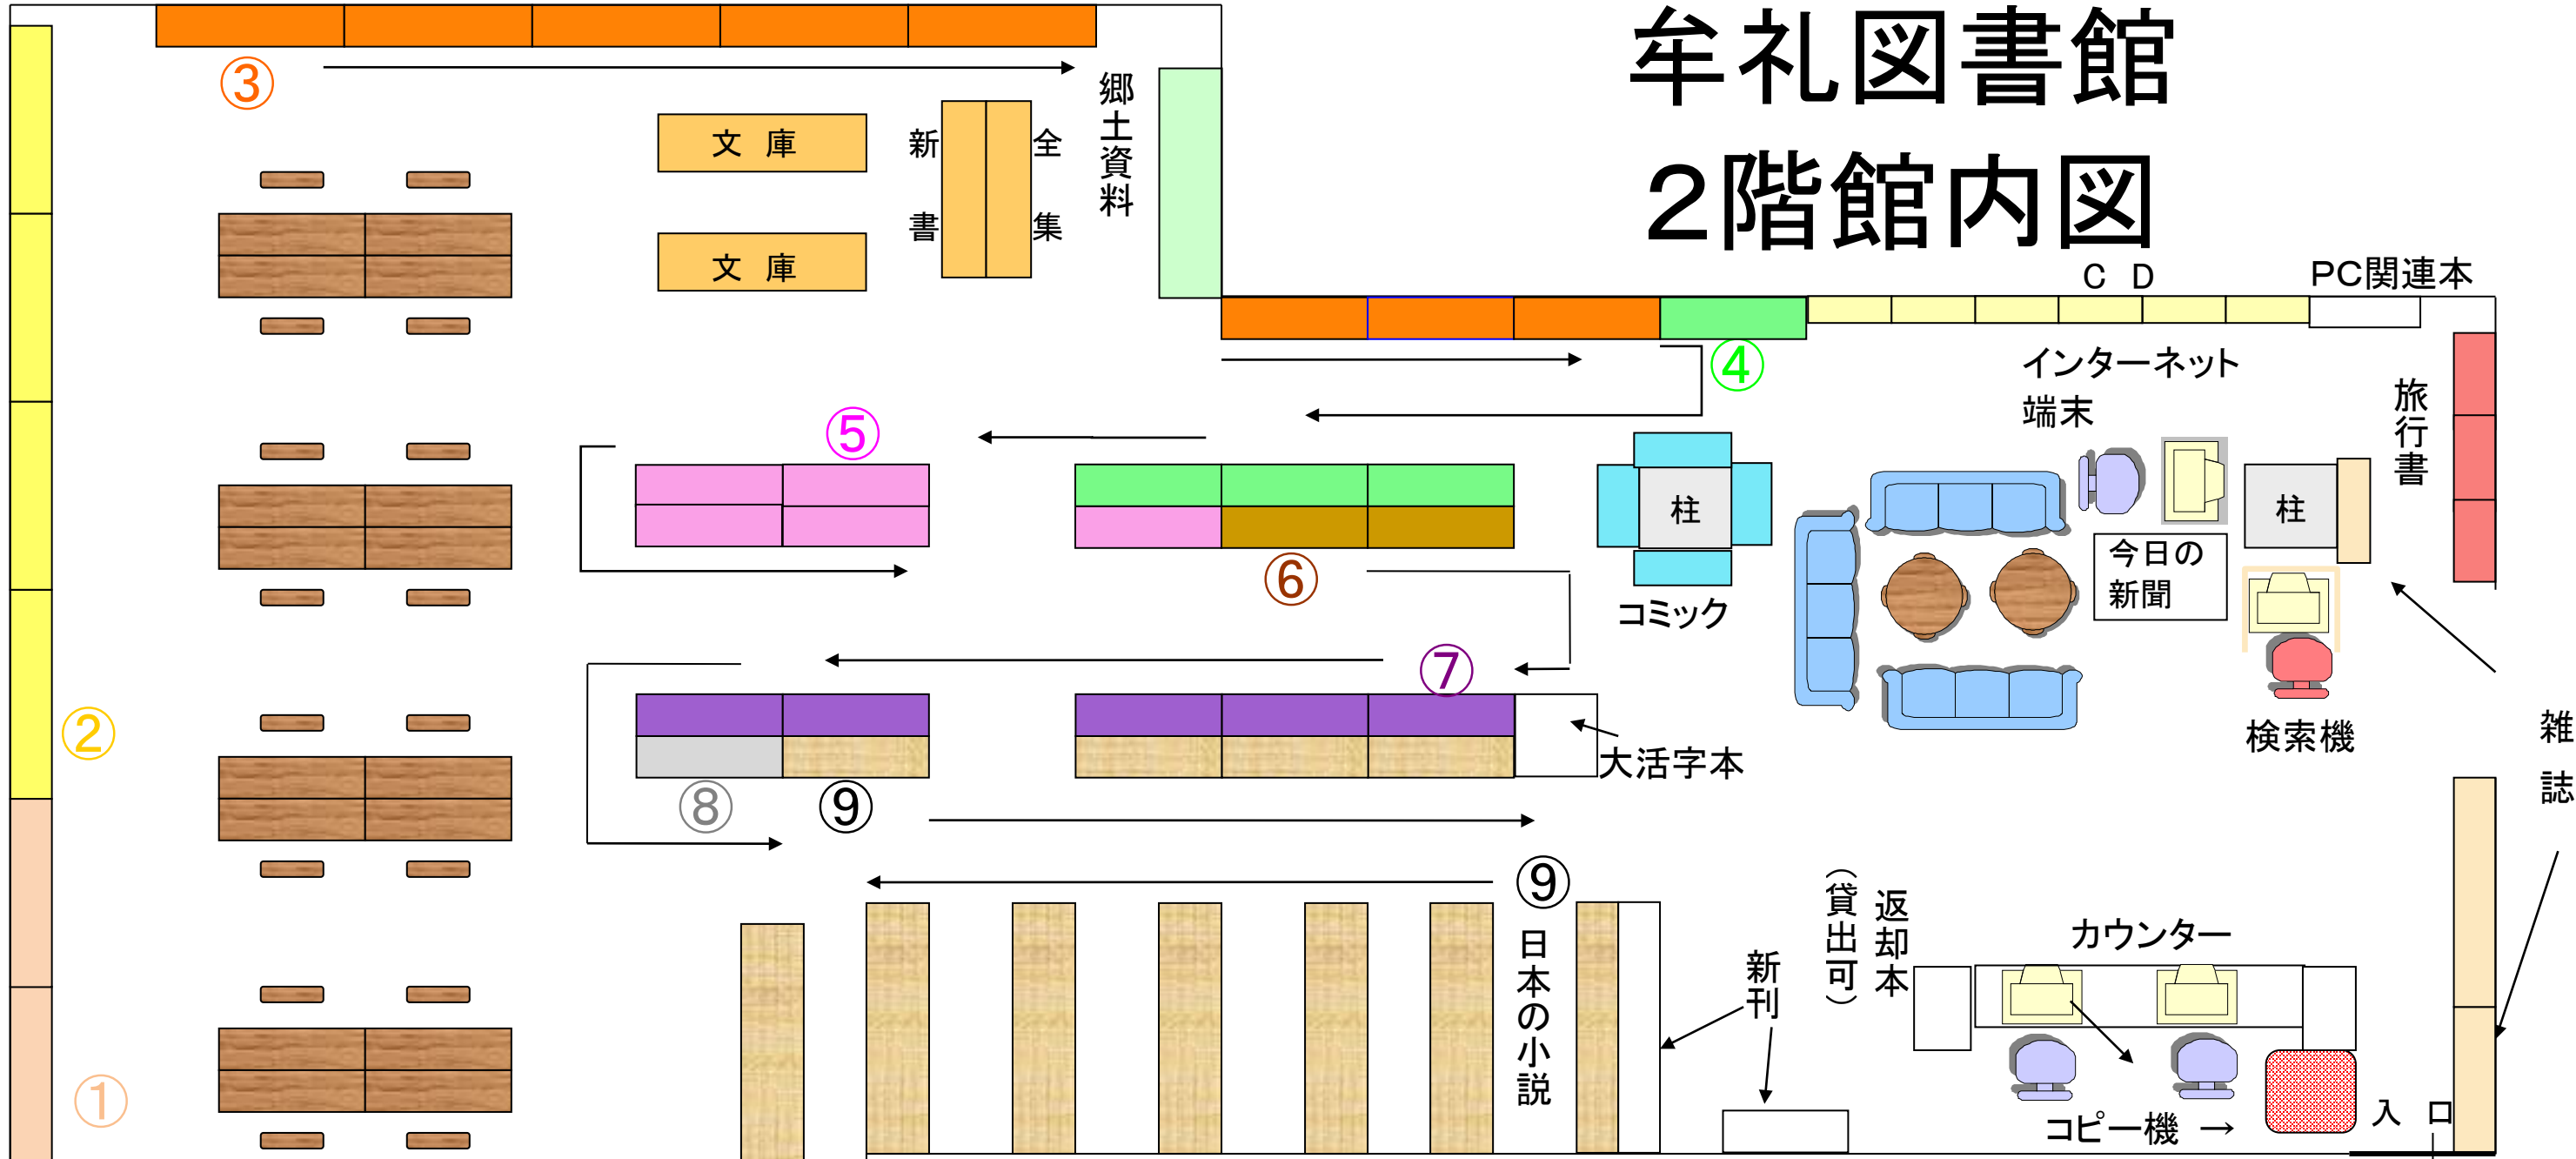 牟礼図書館
２階館内図
③
郷土資料
文 庫
新書
全集
文 庫
ＣＤ
PC関連本
④
インターネット
端末
旅行書
⑤
柱
柱
今日の
新聞
⑥
コミック
⑦
②
大活字本
検索機
雑誌
⑧
⑨
⑨
日本の小説
新刊
返却本
（貸出可）
カウンター
①
コピー機 →
入 口